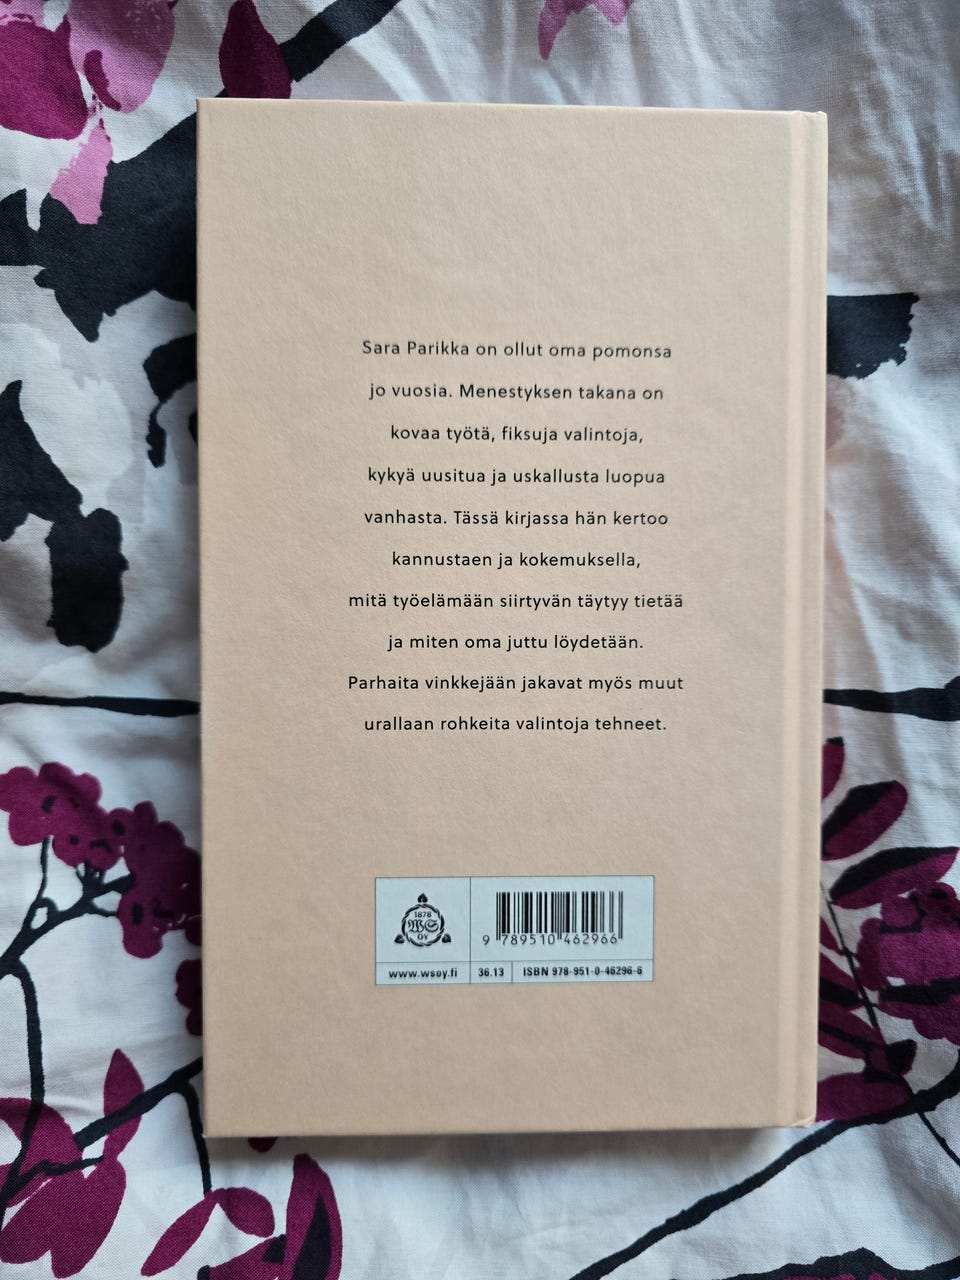 Sara Parikka on ollut oma pomonsa
jo vuosia. Menestyksen takana on
kovaa työtä, fiksuja valintoja,
kykyä uusitua ja uskallusta luopua
vanhasta. Tässä kirjassa hän kertoo
kannustaen ja kokemuksella,
mitä työelämään siirtyvän täytyy tietää
ja miten oma juttu löydetään.
Parhaita vinkkejään jakavat myös muut
urallaan rohkeita valintoja tehneet.
1878
WS
OY
9 789510 462966
www.wsoy.fi 36.13 ISBN 978-951-0-46296-6